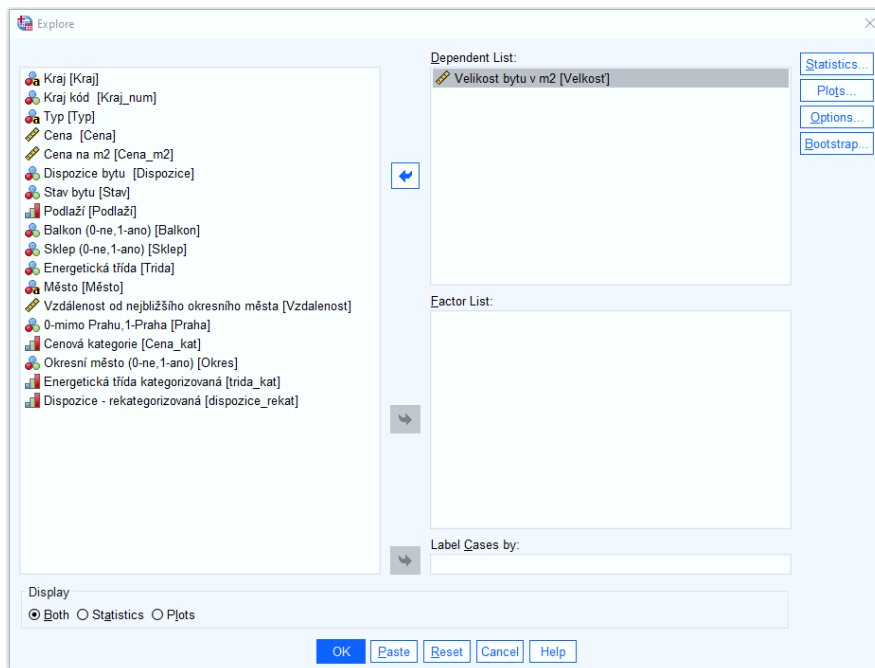 Explore
Kraj [Kraj]
Kraj kód [Kraj_num]
Typ [Typ]
Cena [Cena]
Cena na m2 [Cena_m2]
Dispozice bytu [Dispozice]
Stav bytu [Stav]
Podlaží [Podlaží]
Balkon (0-ne,1-ano) [Balkon]
Sklep (0-ne,1-ano) [Sklep]
Energetická třída [Trida]
Město [Město]
Vzdálenost od nejbližšího okresního města [Vzdalenost]
0-mimo Prahu,1-Praha [Praha]
Cenová kategorie [Cena_kat]
Okresní město (0-ne,1-ano) [Okres]
Energetická třída kategorizovaná [trida_kat]
Dispozice - rekategorizovaná [dispozice_rekat]
Dependent List:
Velikost bytu v m2 [Velkosť]
Factor List:
Label Cases by:
Statistics...
Plots...
Options...
Bootstrap...
Display
Both Statistics Plots
OK Paste Reset Cancel Help